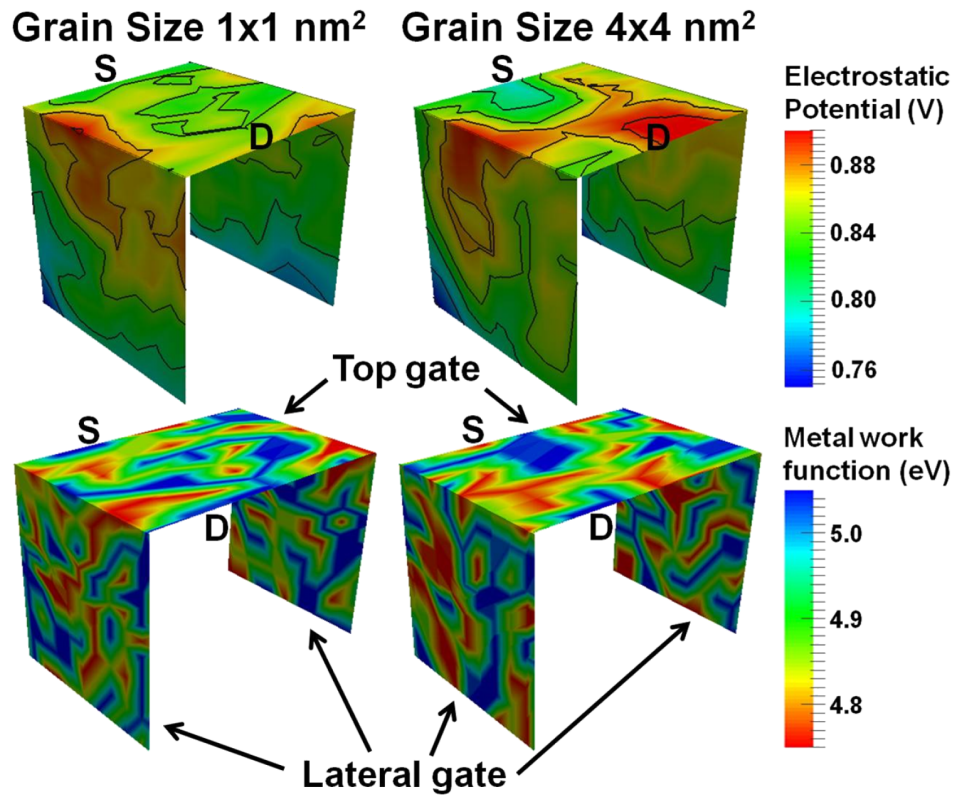 Grain Size 1x1 nm²
Grain Size 4x4 nm²
S
D
S
D
Electrostatic
Potential (V)
0.88
0.84
0.80
0.76
Top gate
S
D
S
D
Metal work
function (eV)
5.0
4.9
4.8
Lateral gate